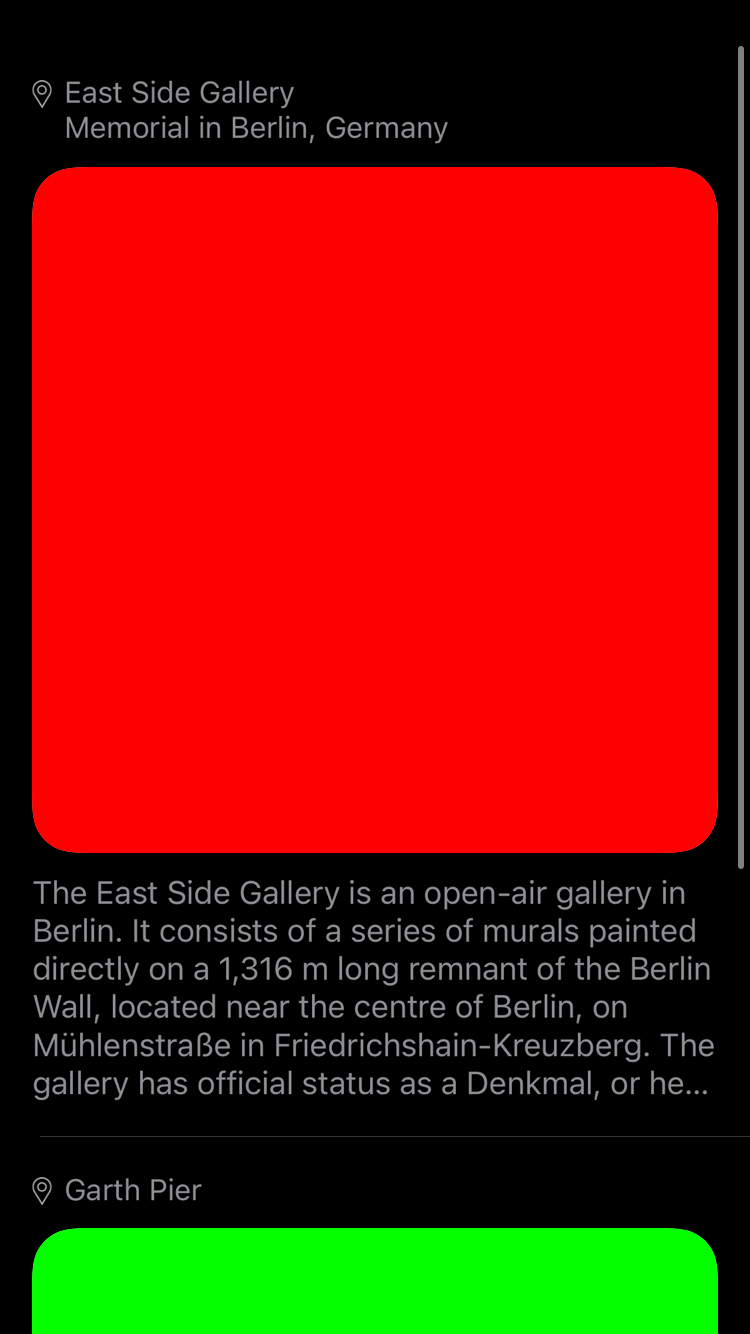 East Side Gallery
Memorial in Berlin, Germany
The East Side Gallery is an open-air gallery in
Berlin. It consists of a series of murals painted
directly on a 1,316 m long remnant of the Berlin
Wall, located near the centre of Berlin, on
Mühlenstraße in Friedrichshain-Kreuzberg. The
gallery has official status as a Denkmal, or he...
Garth Pier